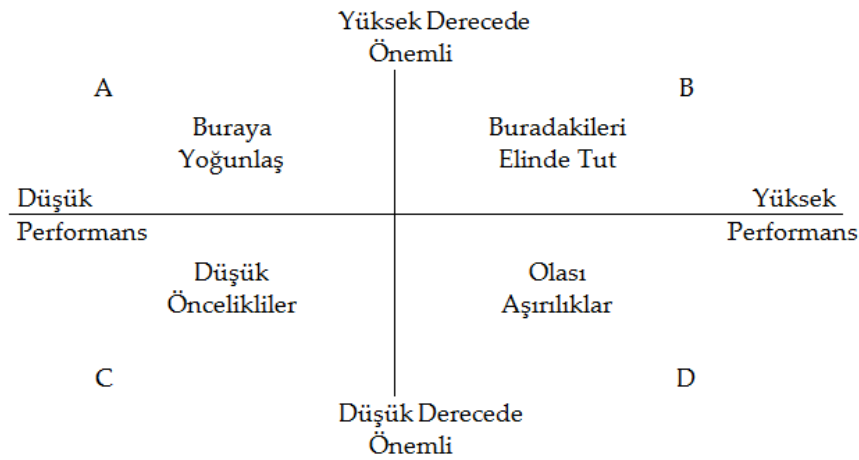 Yüksek Derecede
Önemli
A
B
Buraya
Yoğunlaş
Buradakileri
Elinde Tut
Düşük
Performans
Yüksek
Performans
Düşük
Öncelikliler
Olası
Aşırılıklar
C
D
Düşük Derecede
Önemli